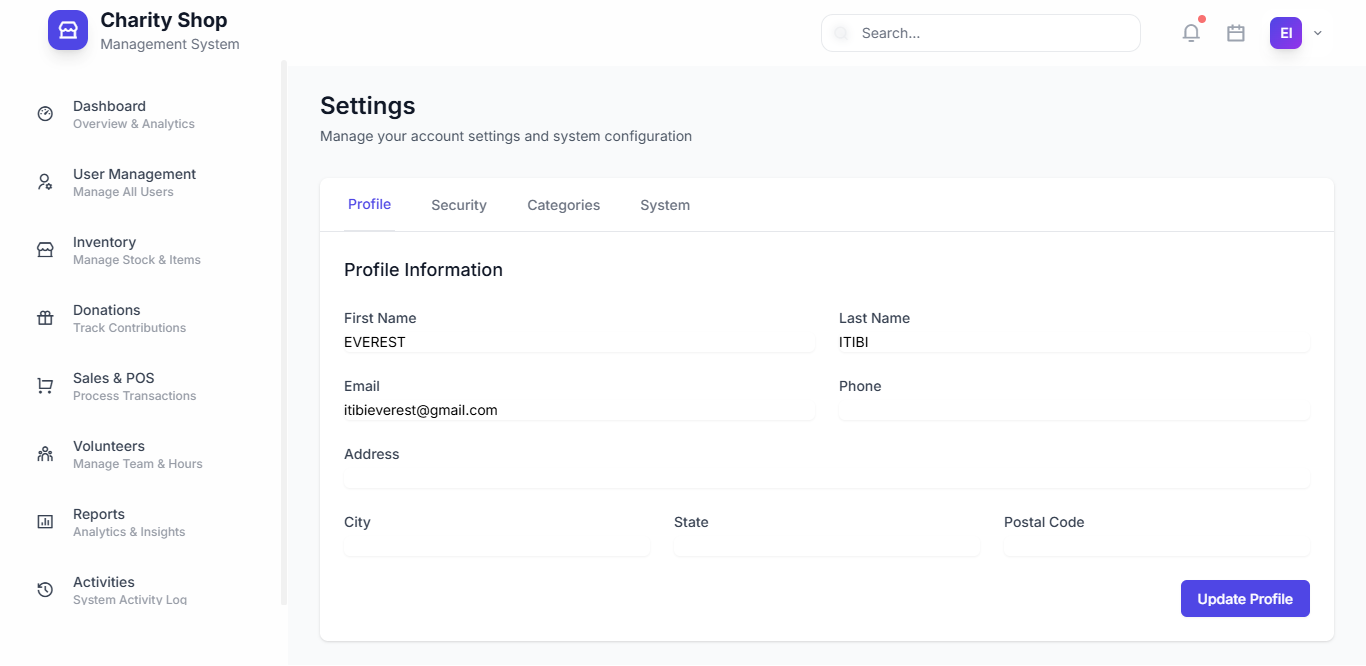 Charity Shop
Management System
Search...
EI
Dashboard
Overview & Analytics
User Management
Manage All Users
Inventory
Manage Stock & Items
Donations
Track Contributions
Sales & POS
Process Transactions
Volunteers
Manage Team & Hours
Reports
Analytics & Insights
Activities
System Activity Log
Settings
Manage your account settings and system configuration
Profile Security Categories System
Profile Information
First Name Last Name
EVEREST ITIBI
Email Phone
itibieverest@gmail.com
Address
City State Postal Code
Update Profile